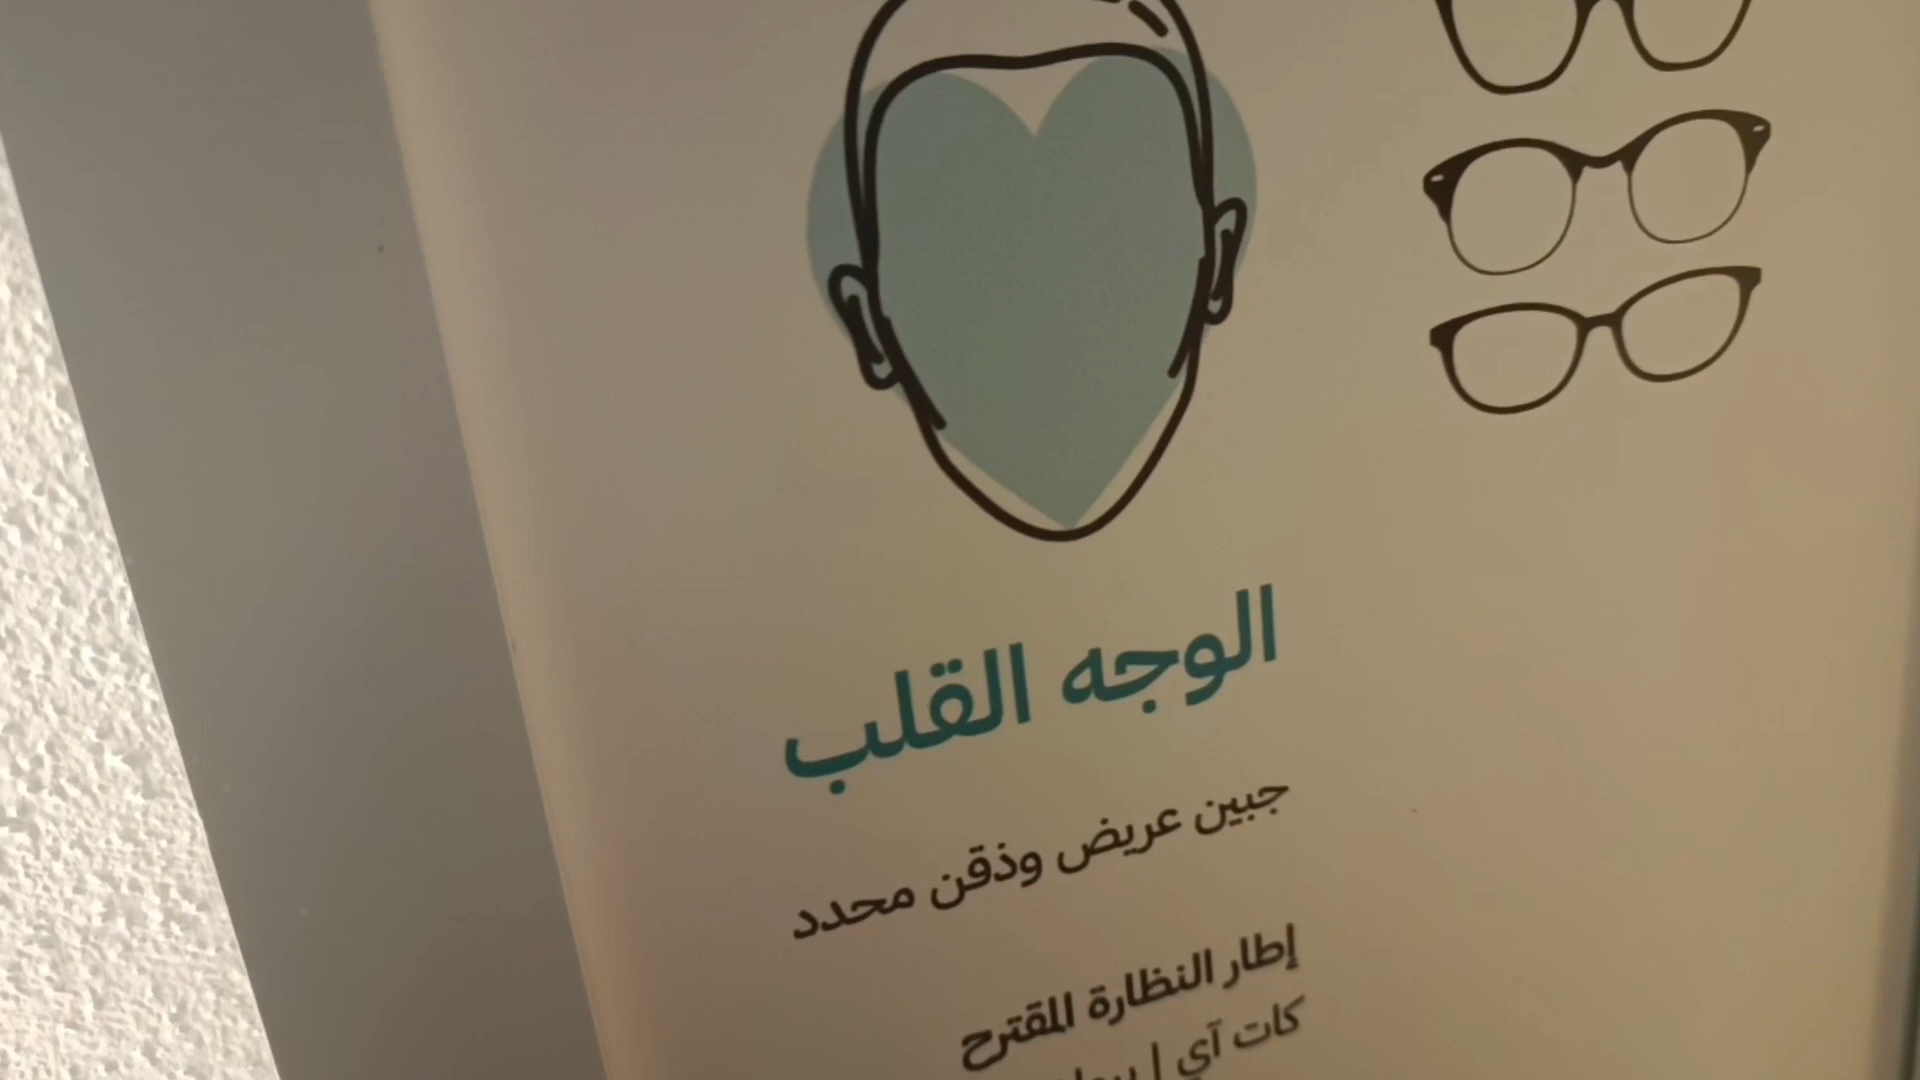 الوجه القلب
جبين عريض وذقن محدد
إطار النظارة المقترح
كات آي |